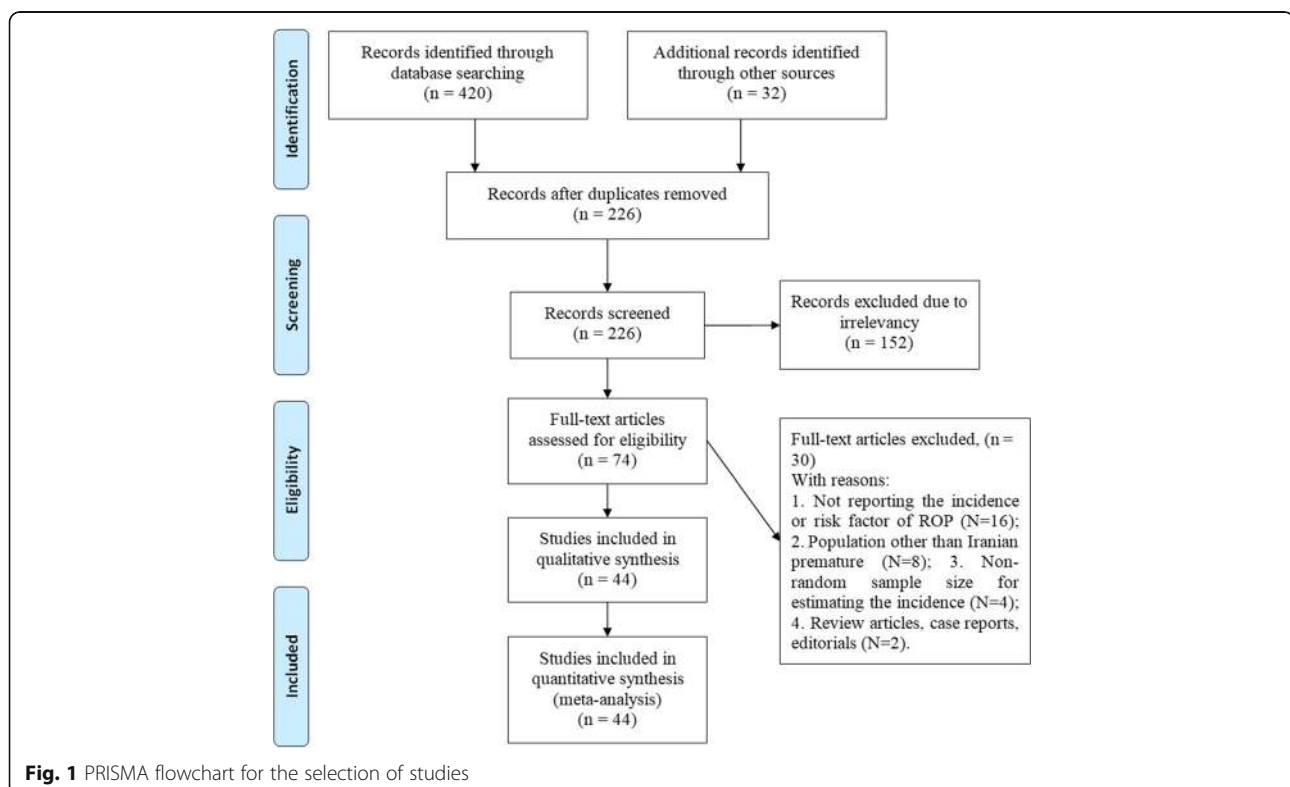 Identification
Records identified through
database searching
(n = 420)
Additional records identified
through other sources
(n = 32)
Records after duplicates removed
(n = 226)
Screening
Records screened
(n = 226)
Records excluded due to
irrelevancy
(n = 152)
Eligibility
Full-text articles
assessed for eligibility
(n = 74)
Full-text articles excluded, (n =
30)
With reasons:
1. Not reporting the incidence
or risk factor of ROP (N=16);
2. Population other than Iranian
premature (N=8); 3. Non-
random sample size for
estimating the incidence (N=4);
4. Review articles, case reports,
editorials (N=2).
Studies included in
qualitative synthesis
(n = 44)
Included
Studies included in
quantitative synthesis
(meta-analysis)
(n = 44)
Fig. 1 PRISMA flowchart for the selection of studies